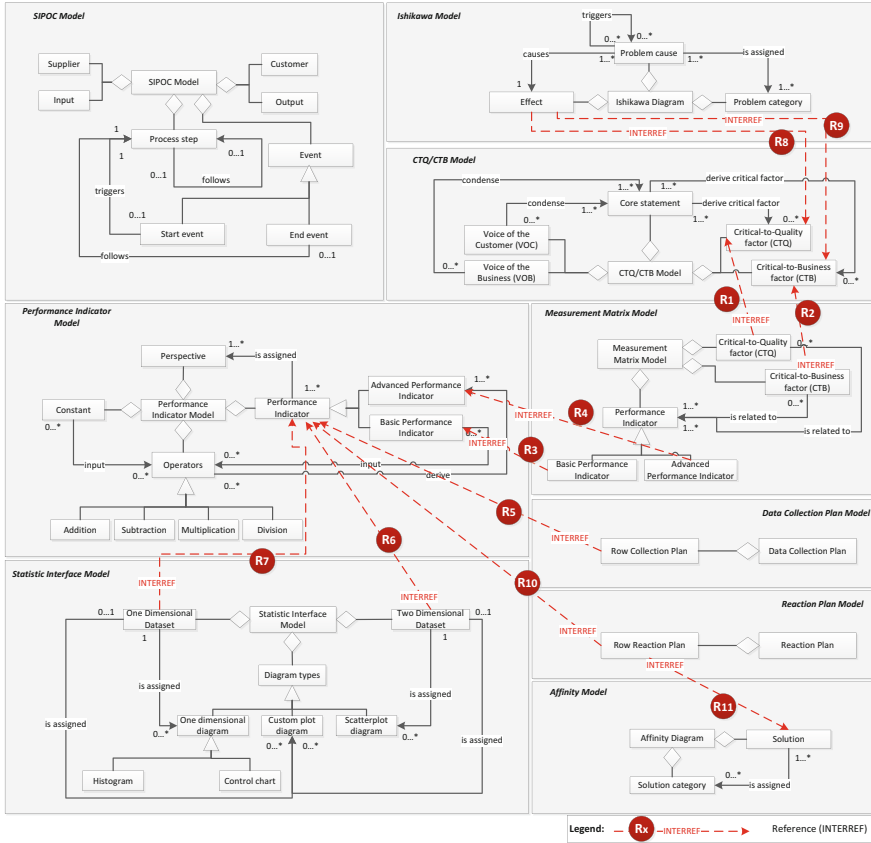 SIPOC Model
Supplier
Input
SIPOC Model
Customer
Output
1
Process step
0...1
1
0...1
follows
triggers
Event
0...1
Start event
End event
follows
0...1
Ishikawa Model
triggers
0...*
0...*
Problem cause
causes
1...*
1...*
is assigned
1
1...*
Effect
Ishikawa Diagram
Problem category
INTERREF
INTERREF
R9
R8
CTQ/CTB Model
condense
derive critical factor
1...*
1...*
condense
Core statement
derive critical factor
1...*
1...*
0...*
0...*
Voice of the
Customer (VOC)
Critical-to-Quality
factor (CTQ)
0...*
Voice of the
Business (VOB)
CTQ/CTB Model
Critical-to-Business
factor (CTB)
0...*
R1
R2
Performance Indicator
Model
1...*
Perspective
is assigned
1...*
Constant
0...*
Performance
Indicator Model
Performance
Indicator
Advanced Performance
Indicator
1...*
Basic Performance
Indicator
0...*
input
Operators
0...*
0...*
input
derive
0...*
Addition
Subtraction
Multiplication
Division
Measurement Matrix Model
INTERREF
Measurement
Matrix Model
Critical-to-Quality
factor (CTQ)
0...*
INTERREF
Critical-to-Business
factor (CTB)
0...*
INTERREF
R4
Performance
Indicator
1...*
1...*
is related to
is related to
INTERREF
R3
Basic Performance
Indicator
Advanced
Performance Indicator
R5
R6
R7
R10
Data Collection Plan Model
INTERREF
Row Collection Plan
Data Collection Plan
Statistic Interface Model
INTERREF
INTERREF
0...1
One Dimensional
Dataset
1
Statistic Interface
Model
Two Dimensional
Dataset
0...1
1
Diagram types
is assigned
is assigned
is assigned
is assigned
0...*
One dimensional
diagram
Custom plot
diagram
0...*
0...*
Scatterplot
diagram
0...*
Histogram
Control chart
Reaction Plan Model
INTERREF
Row Reaction Plan
Reaction Plan
INTERREF
Affinity Model
R11
Affinity Diagram
Solution
1...*
0...*
Solution category
is assigned
Legend:
Rx
INTERREF
Reference (INTERREF)